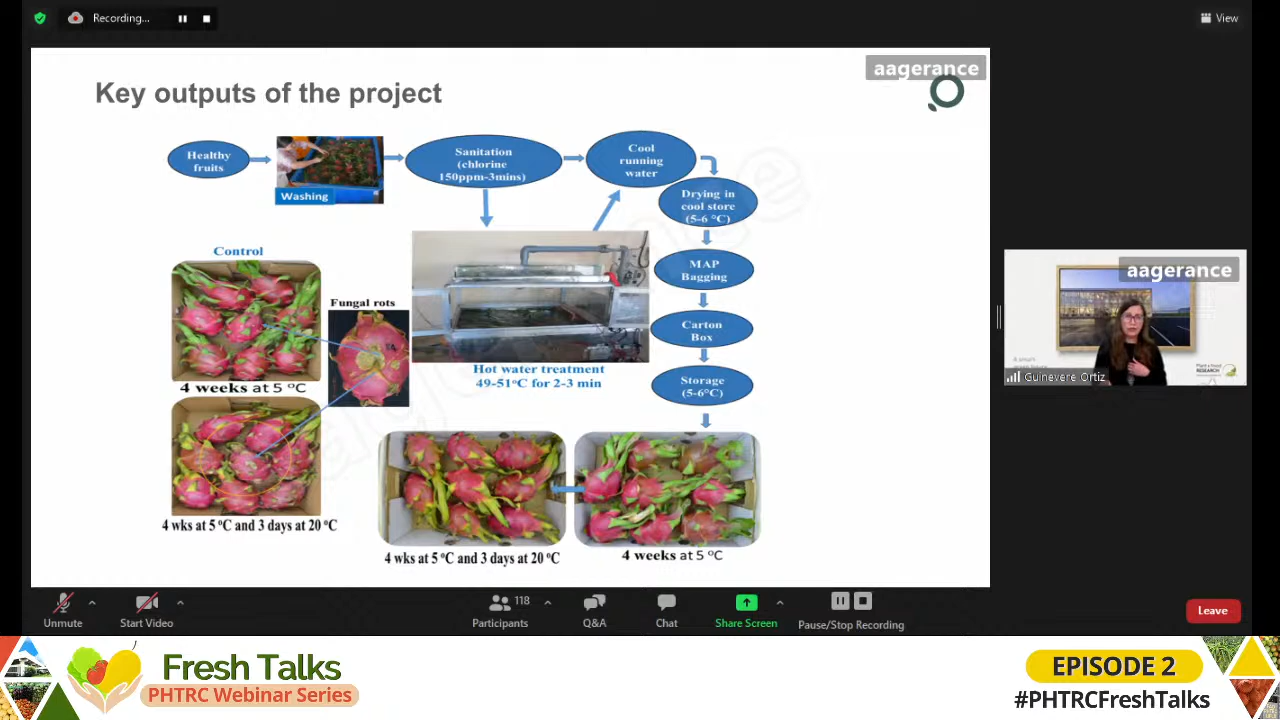 Recording...
View
aagerance
Key outputs of the project
Healthy
fruits
Washing
Sanitation
(chlorine
150ppm-3mins)
Cool
running
water
Drying in
cool store
(5-6 °C)
MAP
Bagging
Carton
Box
Storage
(5-6°C)
Hot water treatment
49-51°C for 2-3 min
Control
Fungal rots
4 weeks at 5 °C
4 wks at 5 °C and 3 days at 20 °C
4 wks at 5 °C and 3 days at 20 °C
4 weeks at 5 °C
aagerance
RESEARCH
Guinevere Ortiz
Unmute
Start Video
118
Participants
Q&A
Chat
Share Screen
Pause/Stop Recording
Leave
Fresh Talks
PHTRC Webinar Series
EPISODE 2
#PHTRCFreshTalks